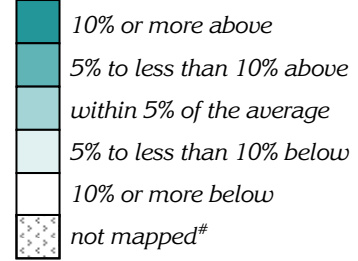 10% or more above
5% to less than 10% above
within 5% of the average
5% to less than 10% below
10% or more below
not mapped#